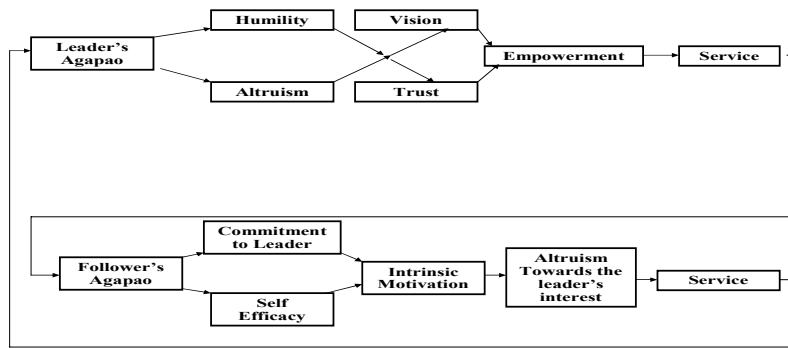 Humility
Vision
Leader's
Agapao
Empowerment
Service
Altruism
Trust
Commitment
to Leader
Follower's
Agapao
Intrinsic
Motivation
Altruism
Towards the
leader's
interest
Service
Self
Efficacy